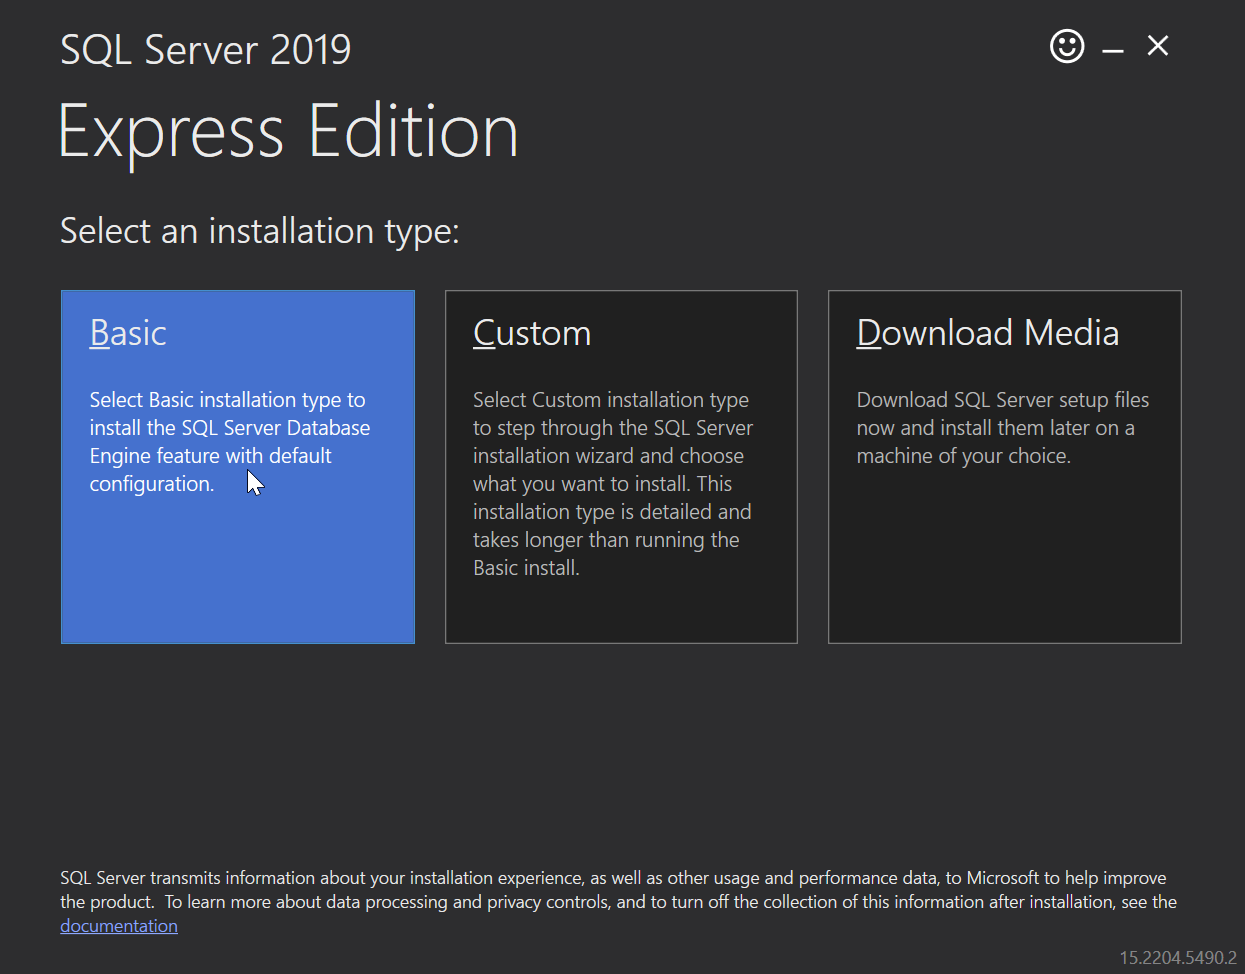 SQL Server 2019
Express Edition
Select an installation type:
Basic
Select Basic installation type to
install the SQL Server Database
Engine feature with default
configuration.
Custom
Select Custom installation type
to step through the SQL Server
installation wizard and choose
what you want to install. This
installation type is detailed and
takes longer than running the
Basic install.
Download Media
Download SQL Server setup files
now and install them later on a
machine of your choice.
SQL Server transmits information about your installation experience, as well as other usage and performance data, to Microsoft to help improve
the product.  To learn more about data processing and privacy controls, and to turn off the collection of this information after installation, see the
documentation
15.2204.5490.2